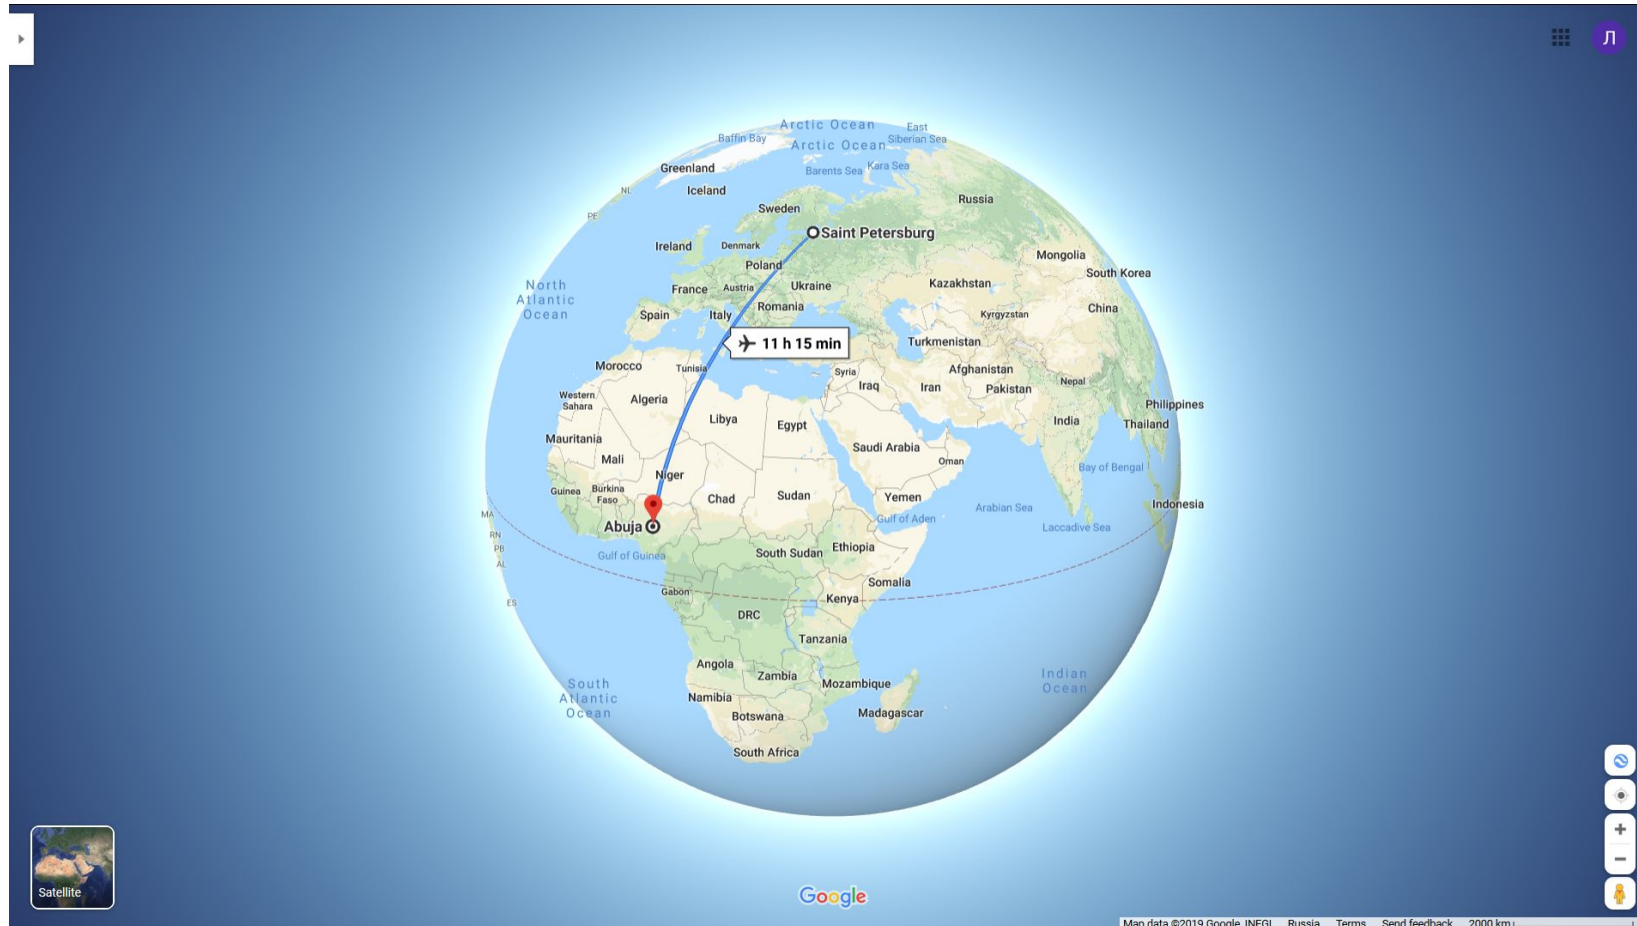 Л
Arctic Ocean
East
Siberian Sea
Baffin Bay
Arctic Ocean
Greenland
Barents Sea
Kara Sea
NL
Iceland
Russia
PE
Sweden
Saint Petersburg
Ireland
Denmark
Mongolia
Poland
South Korea
North
Atlantic
Ocean
France
Austria
Ukraine
Kazakhstan
Romania
China
Spain
Italy
Kyrgyzstan
11 h 15 min
Turkmenistan
Morocco
Tunisia
Syria
Afghanistan
Iraq
Iran
Pakistan
Nepal
Western
Sahara
Algeria
Philippines
Libya
Egypt
India
Thailand
Mauritania
Saudi Arabia
Mali
Oman
Bay of Bengal
Niger
Guinea
Burkina
Faso
Chad
Sudan
Yemen
Arabian Sea
Indonesia
MA
Gulf of Aden
Abuja
Laccadive Sea
RN
PB
AL
Gulf of Guinea
South Sudan
Ethiopia
Somalia
ES
Gabon
Kenya
DRC
Tanzania
Angola
Zambia
Mozambique
Indian
Ocean
South
Atlantic
Ocean
Namibia
Botswana
Madagascar
South Africa
Satellite
Google
Map data ©2019 Google, INEGI Russia Terms Send feedback 2000 km